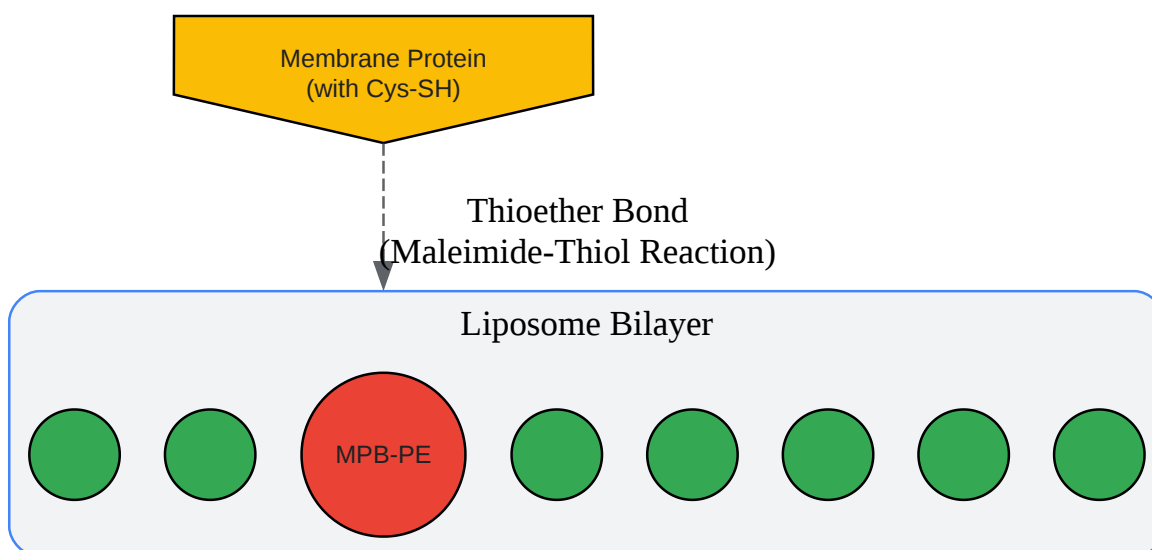 Membrane Protein
(with Cys-SH)
Thioether Bond
(Maleimide-Thiol Reaction)
Liposome Bilayer
MPB-PE